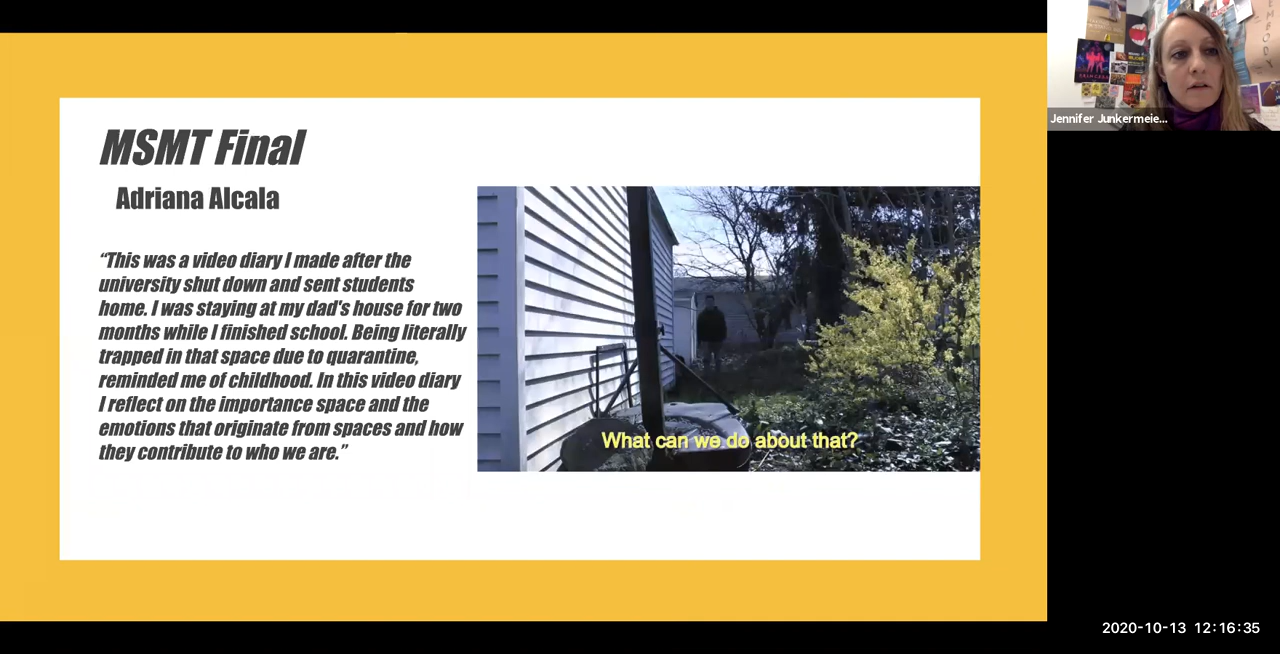 MSMT Final
Adriana Alcala
“This was a video diary I made after the
university shut down and sent students
home. I was staying at my dad's house for two
months while I finished school. Being literally
trapped in that space due to quarantine,
reminded me of childhood. In this video diary
I reflect on the importance space and the
emotions that originate from spaces and how
they contribute to who we are.”
What can we do about that?
Jennifer Junkermeie...
2020-10-13 12:16:35